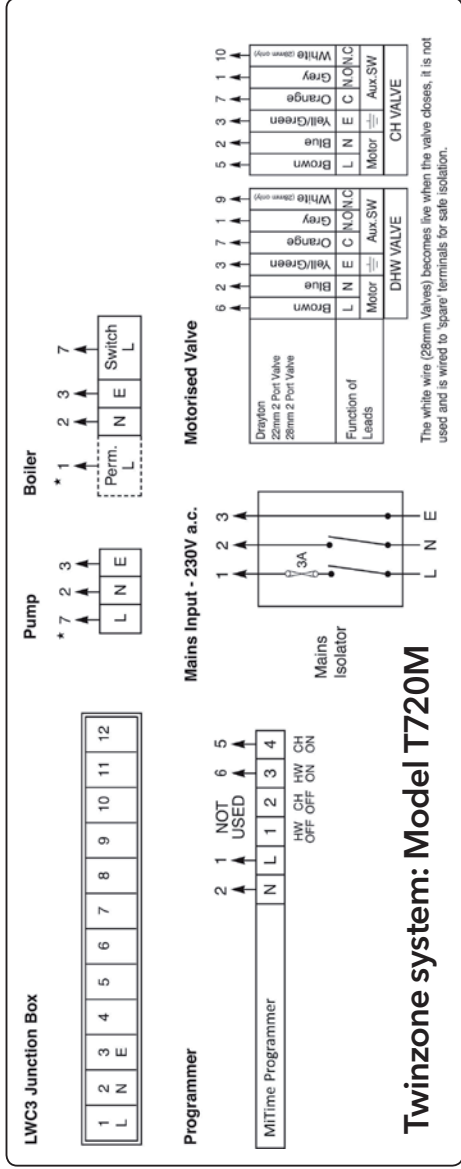 LWC3 Junction Box
1 2 3 4 5 6 7 8 9 10 11 12
L N E
Pump
* 7 2 3
L N E
Boiler
* 1 2 3 7
Perm. L N E Switch L
Programmer
2 1 NOT USED 6 5
MiTime Programmer N L 1 2 3 4
HW OFF CH OFF HW ON CH ON
Mains Input - 230V a.c.
1 2 3
3A
Mains
Isolator
L N E
Motorised Valve
6 2 3 7 1 9 5 2 3 7 1 10
Drayton
22mm 2 Port Valve
28mm 2 Port Valve
Brown Blue Yell/Green Orange Grey White (28mm only) Brown Blue Yell/Green Orange Grey White (28mm only)
Function of
Leads
L N E C N.O N.C L N E C N.O N.C
Motor Aux.SW Motor Aux.SW
DHW VALVE CH VALVE
The white wire (28mm Valves) becomes live when the valve closes, it is not
used and is wired to 'spare' terminals for safe isolation.
Twinzone system: Model T720M